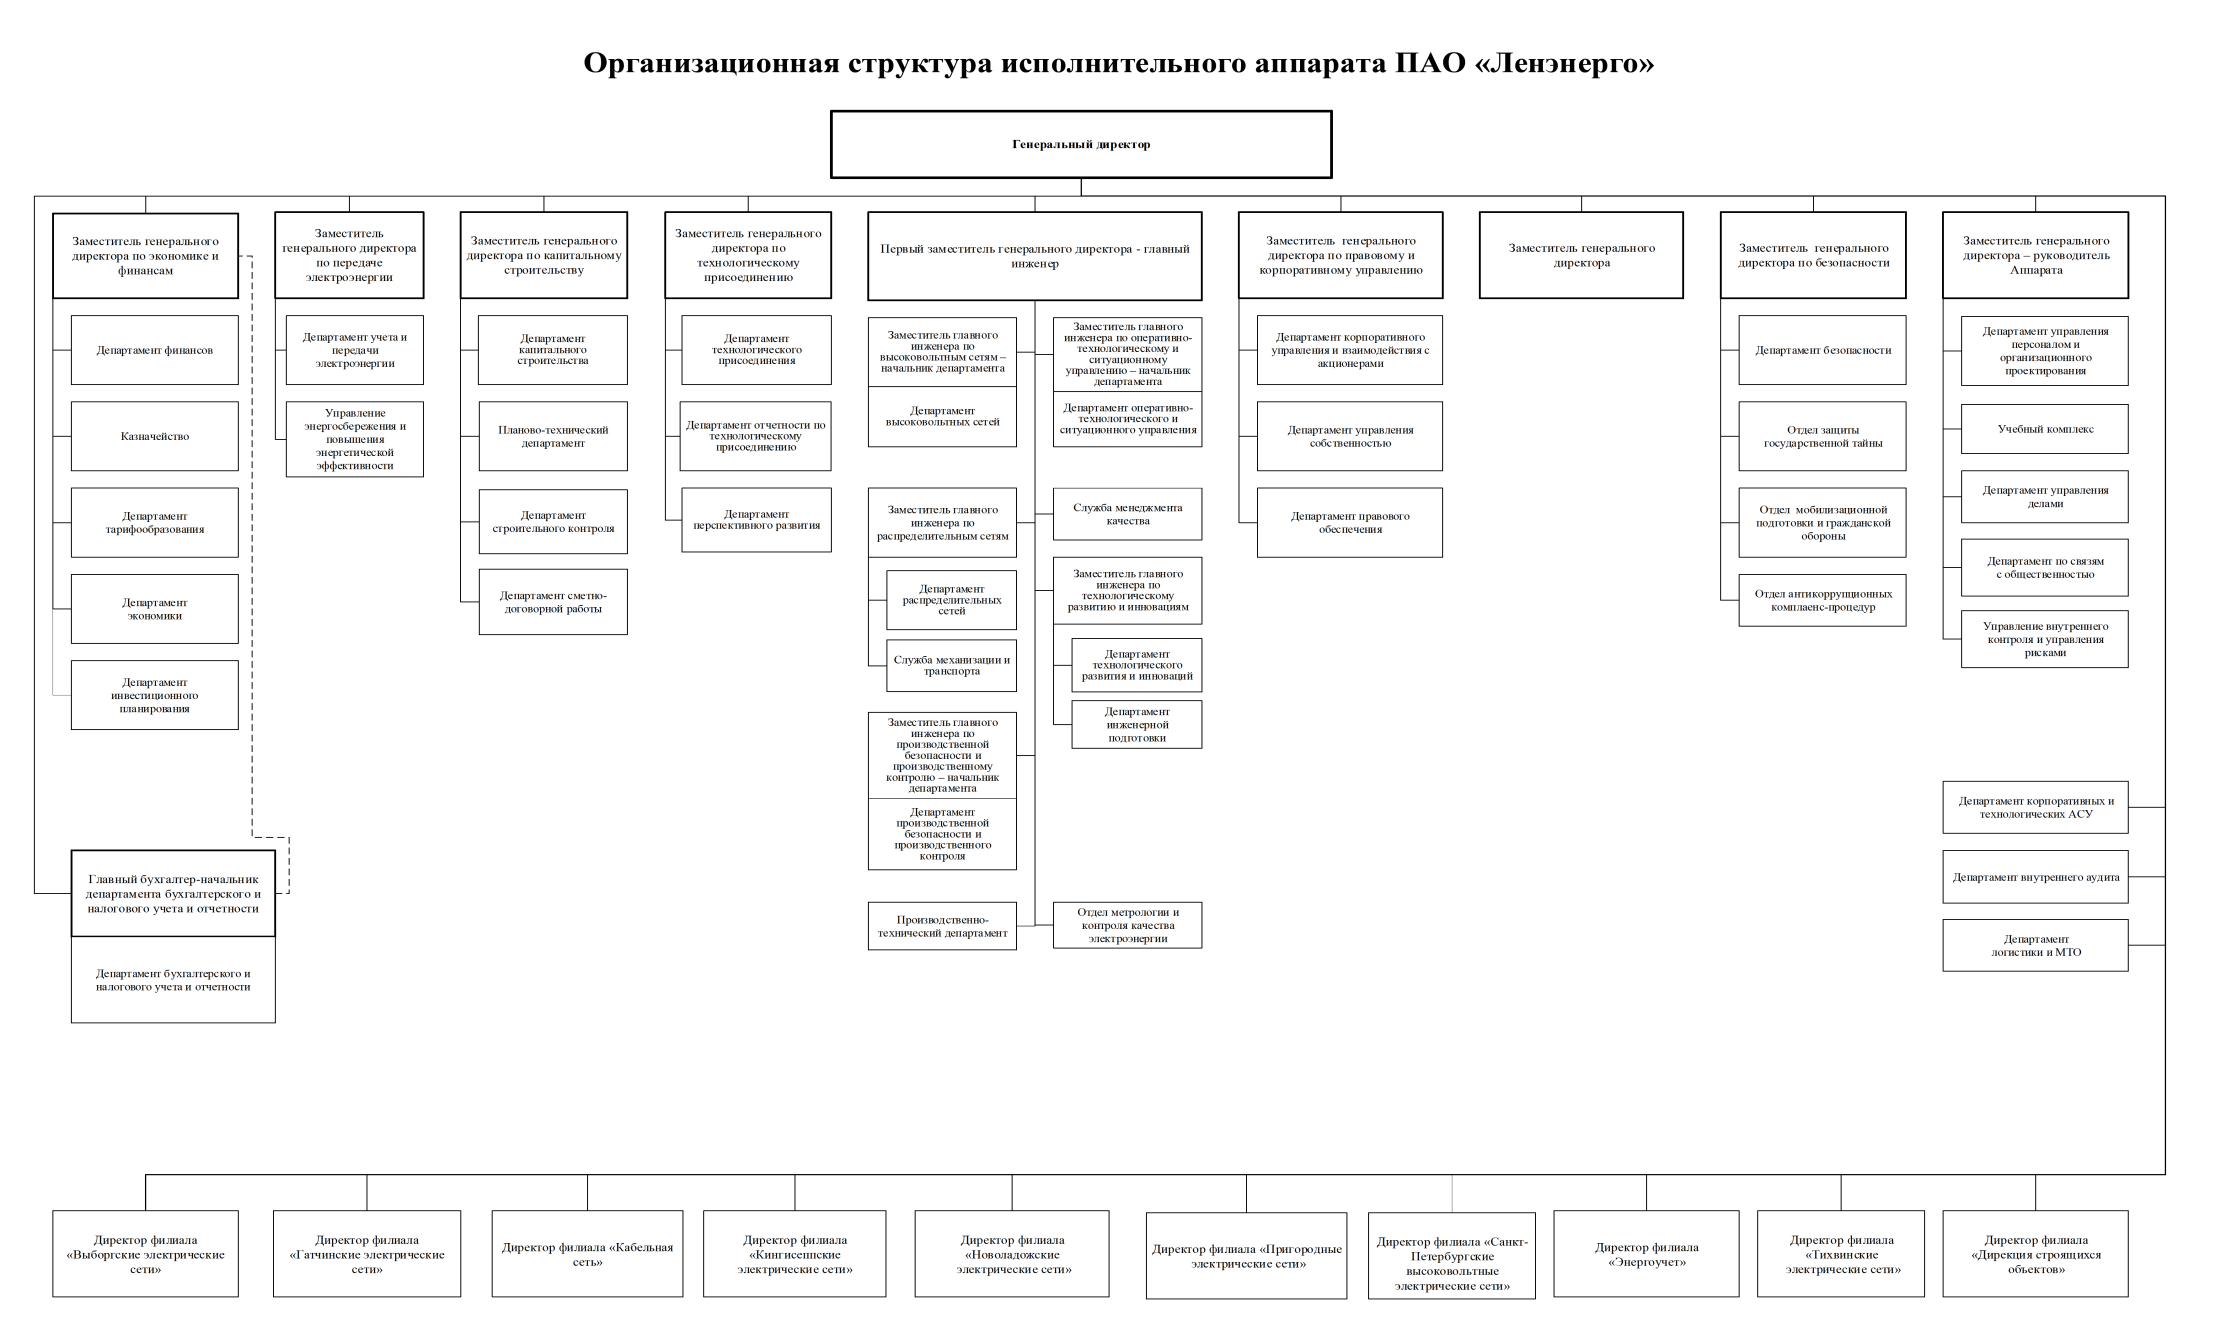 Организационная структура исполнительного аппарата ПАО «Ленэнерго»
Генеральный директор
Заместитель генерального
директора по экономике и
финансам
Департамент финансов
Казначейство
Департамент
тарифообразования
Департамент
экономики
Департамент
инвестиционного
планирования
Главный бухгалтер-начальник
департамента бухгалтерского и
налогового учета и отчетности
Департамент бухгалтерского и
налогового учета и отчетности
Заместитель
генерального директора
по передаче
электроэнергии
Департамент учета и
передачи
электроэнергии
Управление
энергосбережения и
повышения
энергетической
эффективности
Заместитель генерального
директора по капитальному
строительству
Департамент
капитального
строительства
Планово-технический
департамент
Департамент
строительного контроля
Департамент сметно-
договорной работы
Заместитель генерального
директора по
технологическому
присоединению
Департамент
технологического
присоединения
Департамент отчетности по
технологическому
присоединению
Департамент
перспективного развития
Первый заместитель генерального директора - главный
инженер
Заместитель главного
инженера по
высоковольтным сетям –
начальник департамента
Департамент
высоковольтных сетей
Заместитель главного
инженера по оперативно-
технологическому и
ситуационному
управлению – начальник
департамента
Департамент оперативно-
технологического и
ситуационного управления
Заместитель главного
инженера по
распределительным сетям
Департамент
распределительных
сетей
Служба механизации и
транспорта
Служба менеджмента
качества
Заместитель главного
инженера по
технологическому
развитию и инновациям
Департамент
технологического
развития и инноваций
Департамент
инженерной
подготовки
Заместитель главного
инженера по
производственной
безопасности и
производственному
контролю – начальник
департамента
Департамент
производственной
безопасности и
производственного
контроля
Производственно-
технический департамент
Отдел метрологии и
контроля качества
электроэнергии
Заместитель генерального
директора по правовому и
корпоративному управлению
Департамент корпоративного
управления и взаимодействия с
акционерами
Департамент управления
собственностью
Департамент правового
обеспечения
Заместитель генерального
директора
Заместитель генерального
директора по безопасности
Департамент безопасности
Отдел защиты
государственной тайны
Отдел мобилизационной
подготовки и гражданской
обороны
Отдел антикоррупционных
комплаенс-процедур
Заместитель генерального
директора – руководитель
Аппарата
Департамент управления
персоналом и
организационного
проектирования
Учебный комплекс
Департамент управления
делами
Департамент по связям
с общественностью
Управление внутреннего
контроля и управления
рисками
Департамент корпоративных и
технологических АСУ
Департамент внутреннего аудита
Департамент
логистики и МТО
Директор филиала
«Выборгские электрические
сети»
Директор филиала
«Гатчинские электрические
сети»
Директор филиала «Кабельная
сеть»
Директор филиала
«Кингисеппские
электрические сети»
Директор филиала
«Новоладожские
электрические сети»
Директор филиала «Пригородные
электрические сети»
Директор филиала «Санкт-
Петербургские
высоковольтные
электрические сети»
Директор филиала
«Энергоучет»
Директор филиала
«Тихвинские
электрические сети»
Директор филиала
«Дирекция строящихся
объектов»